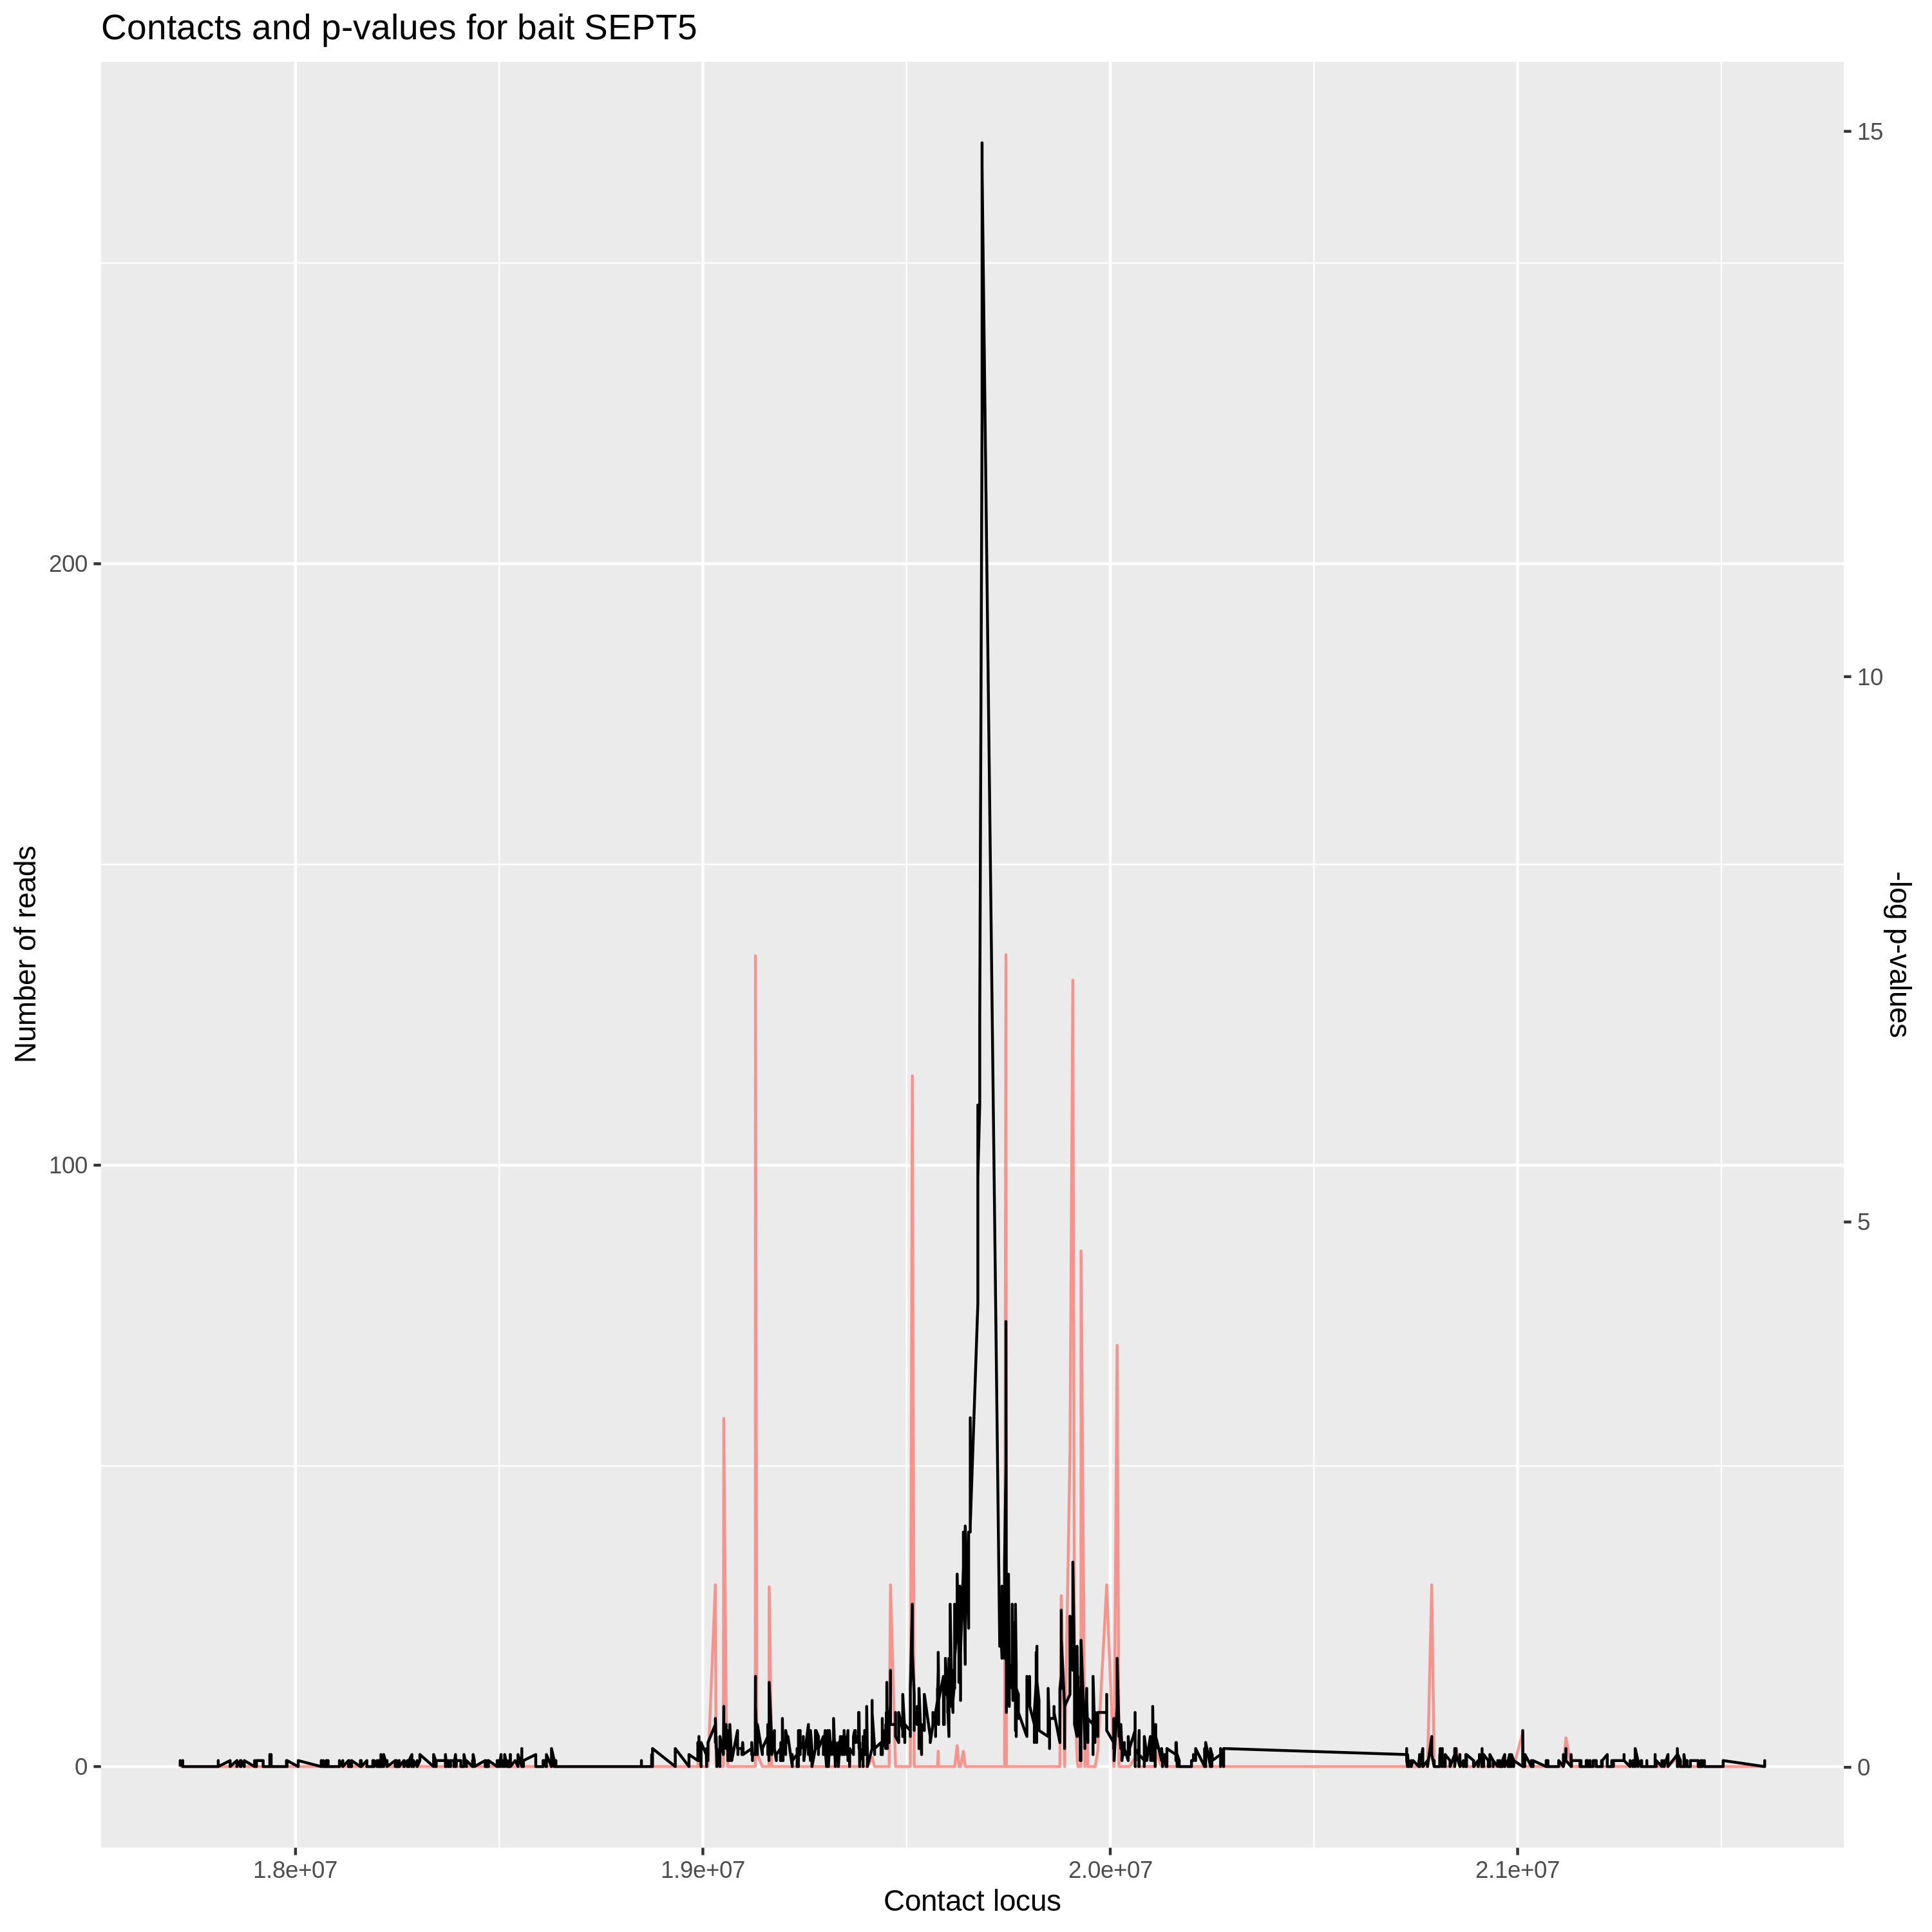 Contacts and p-values for bait SEPT5
Number of reads
200
100
0
15
10
5
0
-log p-values
1.8e+07
1.9e+07
2.0e+07
2.1e+07
Contact locus